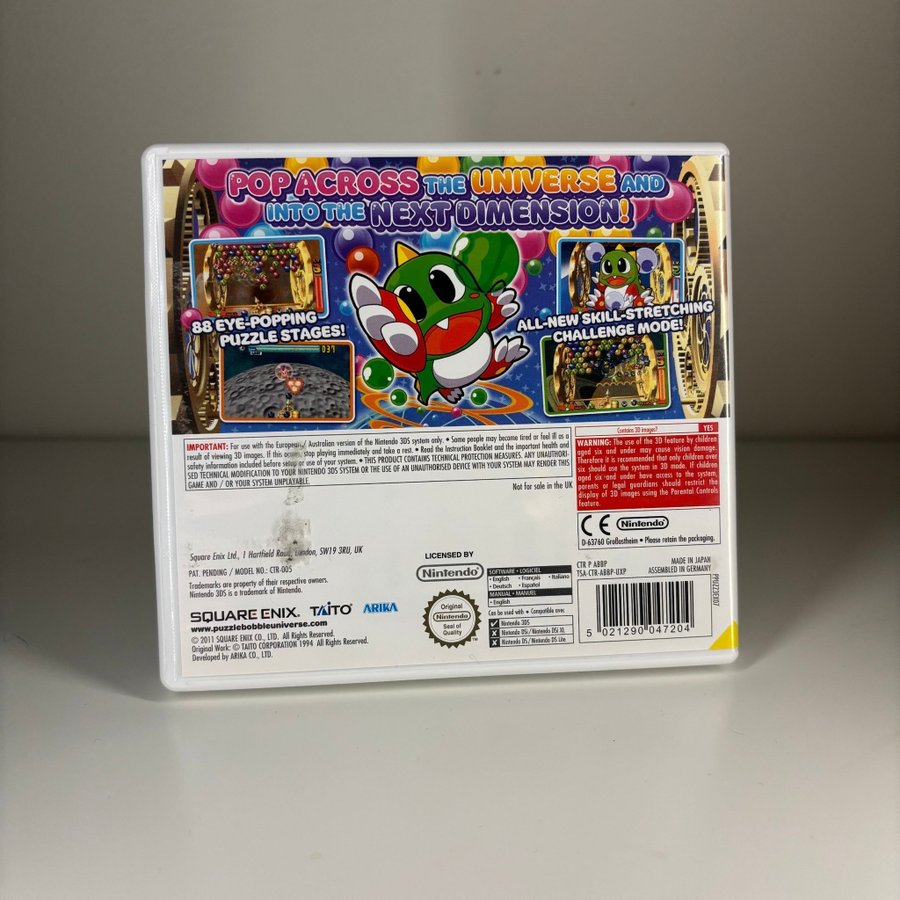 POP ACROSS THE UNIVERSE AND
INTO THE NEXT DIMENSION!
88 EYE-POPPING
PUZZLE STAGES!
ALL-NEW SKILL-STRETCHING
CHALLENGE MODE!
037
IMPORTANT: For use with the European / Australian version of the Nintendo 3DS system only. • Some people may become tired or feel ill as a
result of viewing 3D images. If this occurs, stop playing immediately and take a rest. • Read the Instruction Booklet and the important health and
safety information included before setup or use of your system. • THIS PRODUCT CONTAINS TECHNICAL PROTECTION MEASURES. ANY UNAUTHORI-
SED TECHNICAL MODIFICATION TO YOUR NINTENDO 3DS SYSTEM OR THE USE OF AN UNAUTHORISED DEVICE WITH YOUR SYSTEM MAY RENDER THIS
GAME AND / OR YOUR SYSTEM UNPLAYABLE.
Not for sale in the UK
Contains 3D images? YES
WARNING: The use of the 3D feature by children
aged six and under may cause vision damage.
Therefore it is recommended that only children over
six should use the system in 3D mode. If children
aged six and under have access to the system,
parents or legal guardians should restrict the
display of 3D images using the Parental Controls
feature.
CE Nintendo
D-63760 Großostheim • Please retain the packaging.
Square Enix Ltd., 1 Hartfield Road, London, SW19 3RU, UK
PAT. PENDING / MODEL NO.: CTR-005
Trademarks are property of their respective owners.
Nintendo 3DS is a trademark of Nintendo.
SQUARE ENIX. TAITO ARIKA
www.puzzlebobbleuniverse.com
© 2011 SQUARE ENIX CO., LTD. All Rights Reserved.
Original Work: © TAITO CORPORATION 1994 All Rights Reserved.
Developed by ARIKA CO., LTD.
LICENSED BY
Nintendo
Original
Nintendo
Seal of
Quality
TM
SOFTWARE • LOGICIEL
• English • Français • Italiano
• Deutsch • Español
MANUAL • MANUEL
• English
Can be used with • Compatible avec
Nintendo 3DS
Nintendo DSi/Nintendo DSi XL
Nintendo DS/Nintendo DS Lite
CTR P ABBP
TSA-CTR-ABBP-UXP
MADE IN JAPAN
ASSEMBLED IN GERMANY
5 021290 047204